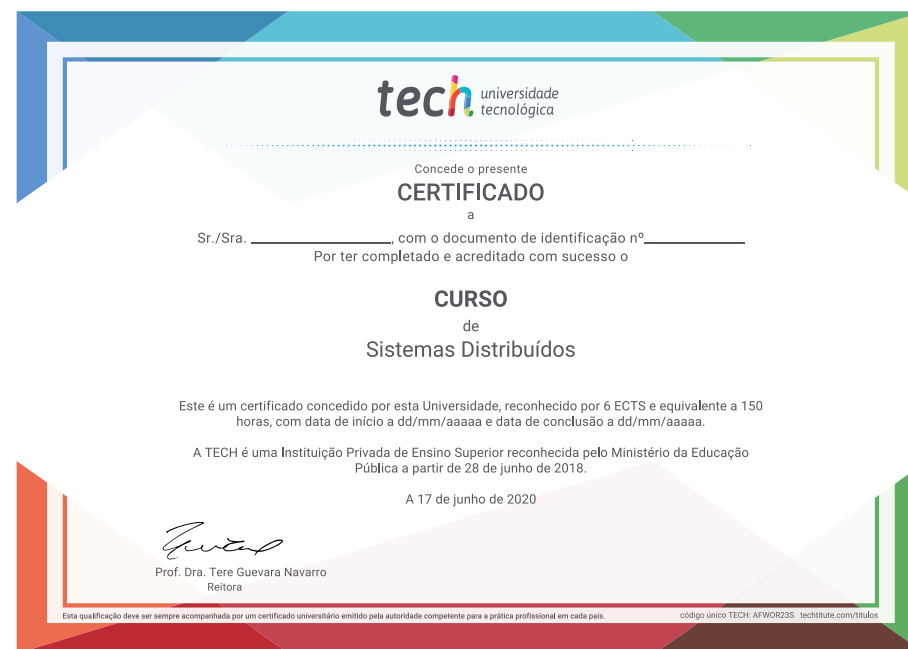 tech universidade
tecnológica
Concede o presente
CERTIFICADO
a
Sr./Sra. ____________________, com o documento de identificação nº______________
Por ter completado e acreditado com sucesso o
CURSO
de
Sistemas Distribuídos
Este é um certificado concedido por esta Universidade, reconhecido por 6 ECTS e equivalente a 150
horas, com data de início a dd/mm/aaaaa e data de conclusão a dd/mm/aaaaa.
A TECH é uma Instituição Privada de Ensino Superior reconhecida pelo Ministério da Educação
Pública a partir de 28 de junho de 2018.
A 17 de junho de 2020
Prof. Dra. Tere Guevara Navarro
Reitora
Esta qualificação deve ser sempre acompanhada por um certificado universitário emitido pela autoridade competente para a prática profissional em cada país.
código único TECH: AFWOR23S techtitute.com/titulos